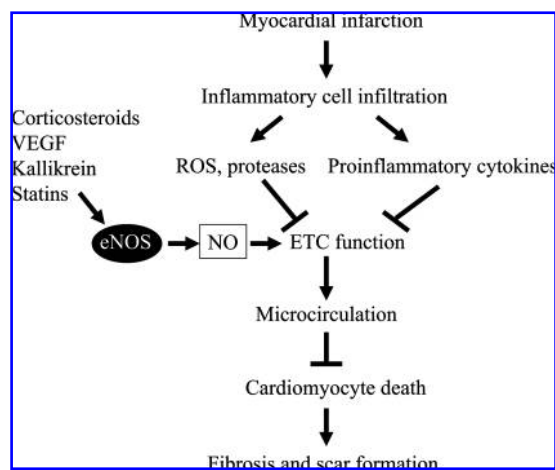 Myocardial infarction
Inflammatory cell infiltration
Corticosteroids
VEGF
Kallikrein
Statins
ROS, proteases
Proinflammatory cytokines
eNOS
NO
ETC function
Microcirculation
Cardiomyocyte death
Fibrosis and scar formation